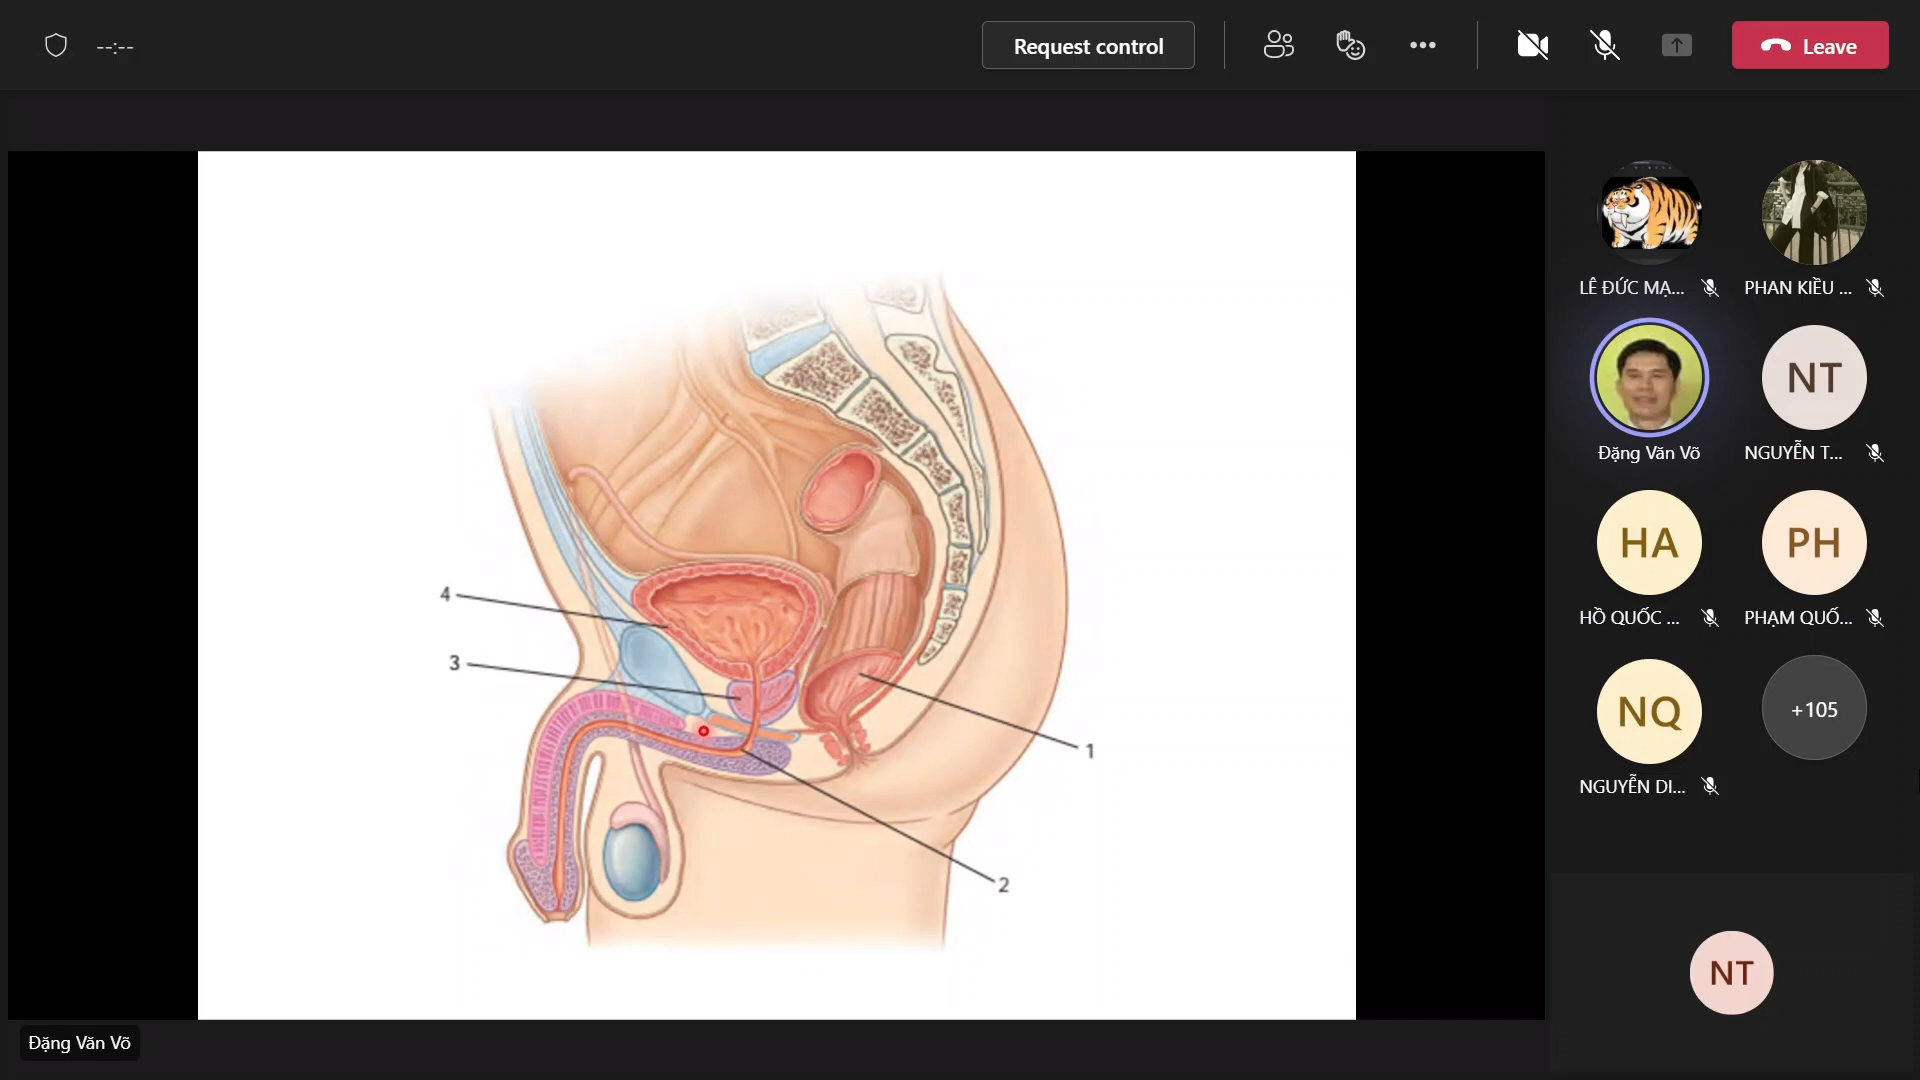 --:--
Request control
Leave
4
3
1
2
LÊ ĐỨC MẠ...
PHAN KIỀU ...
NT
Đặng Văn Võ
NGUYỄN T...
HA
PH
HỒ QUỐC ...
PHẠM QUỐ...
NQ
+105
NGUYỄN DI...
NT
Đặng Văn Võ